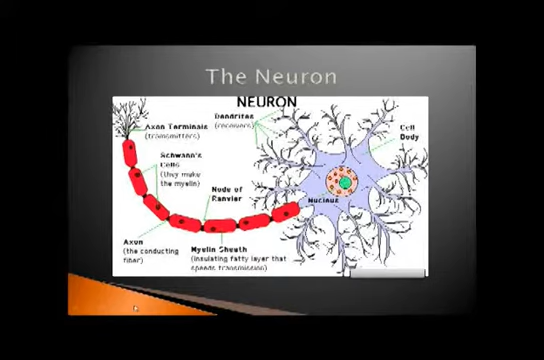 The Neuron
NEURON
Dendrites
(receivers)
Axon Terminals
(transmitters)
Cell
Body
Schwann's
Cells
(they make
the myelin)
Node of
Ranvier
Nucleus
Axon
(the conducting
fiber)
Myelin Sheath
(insulating fatty layer that
speeds transmission)